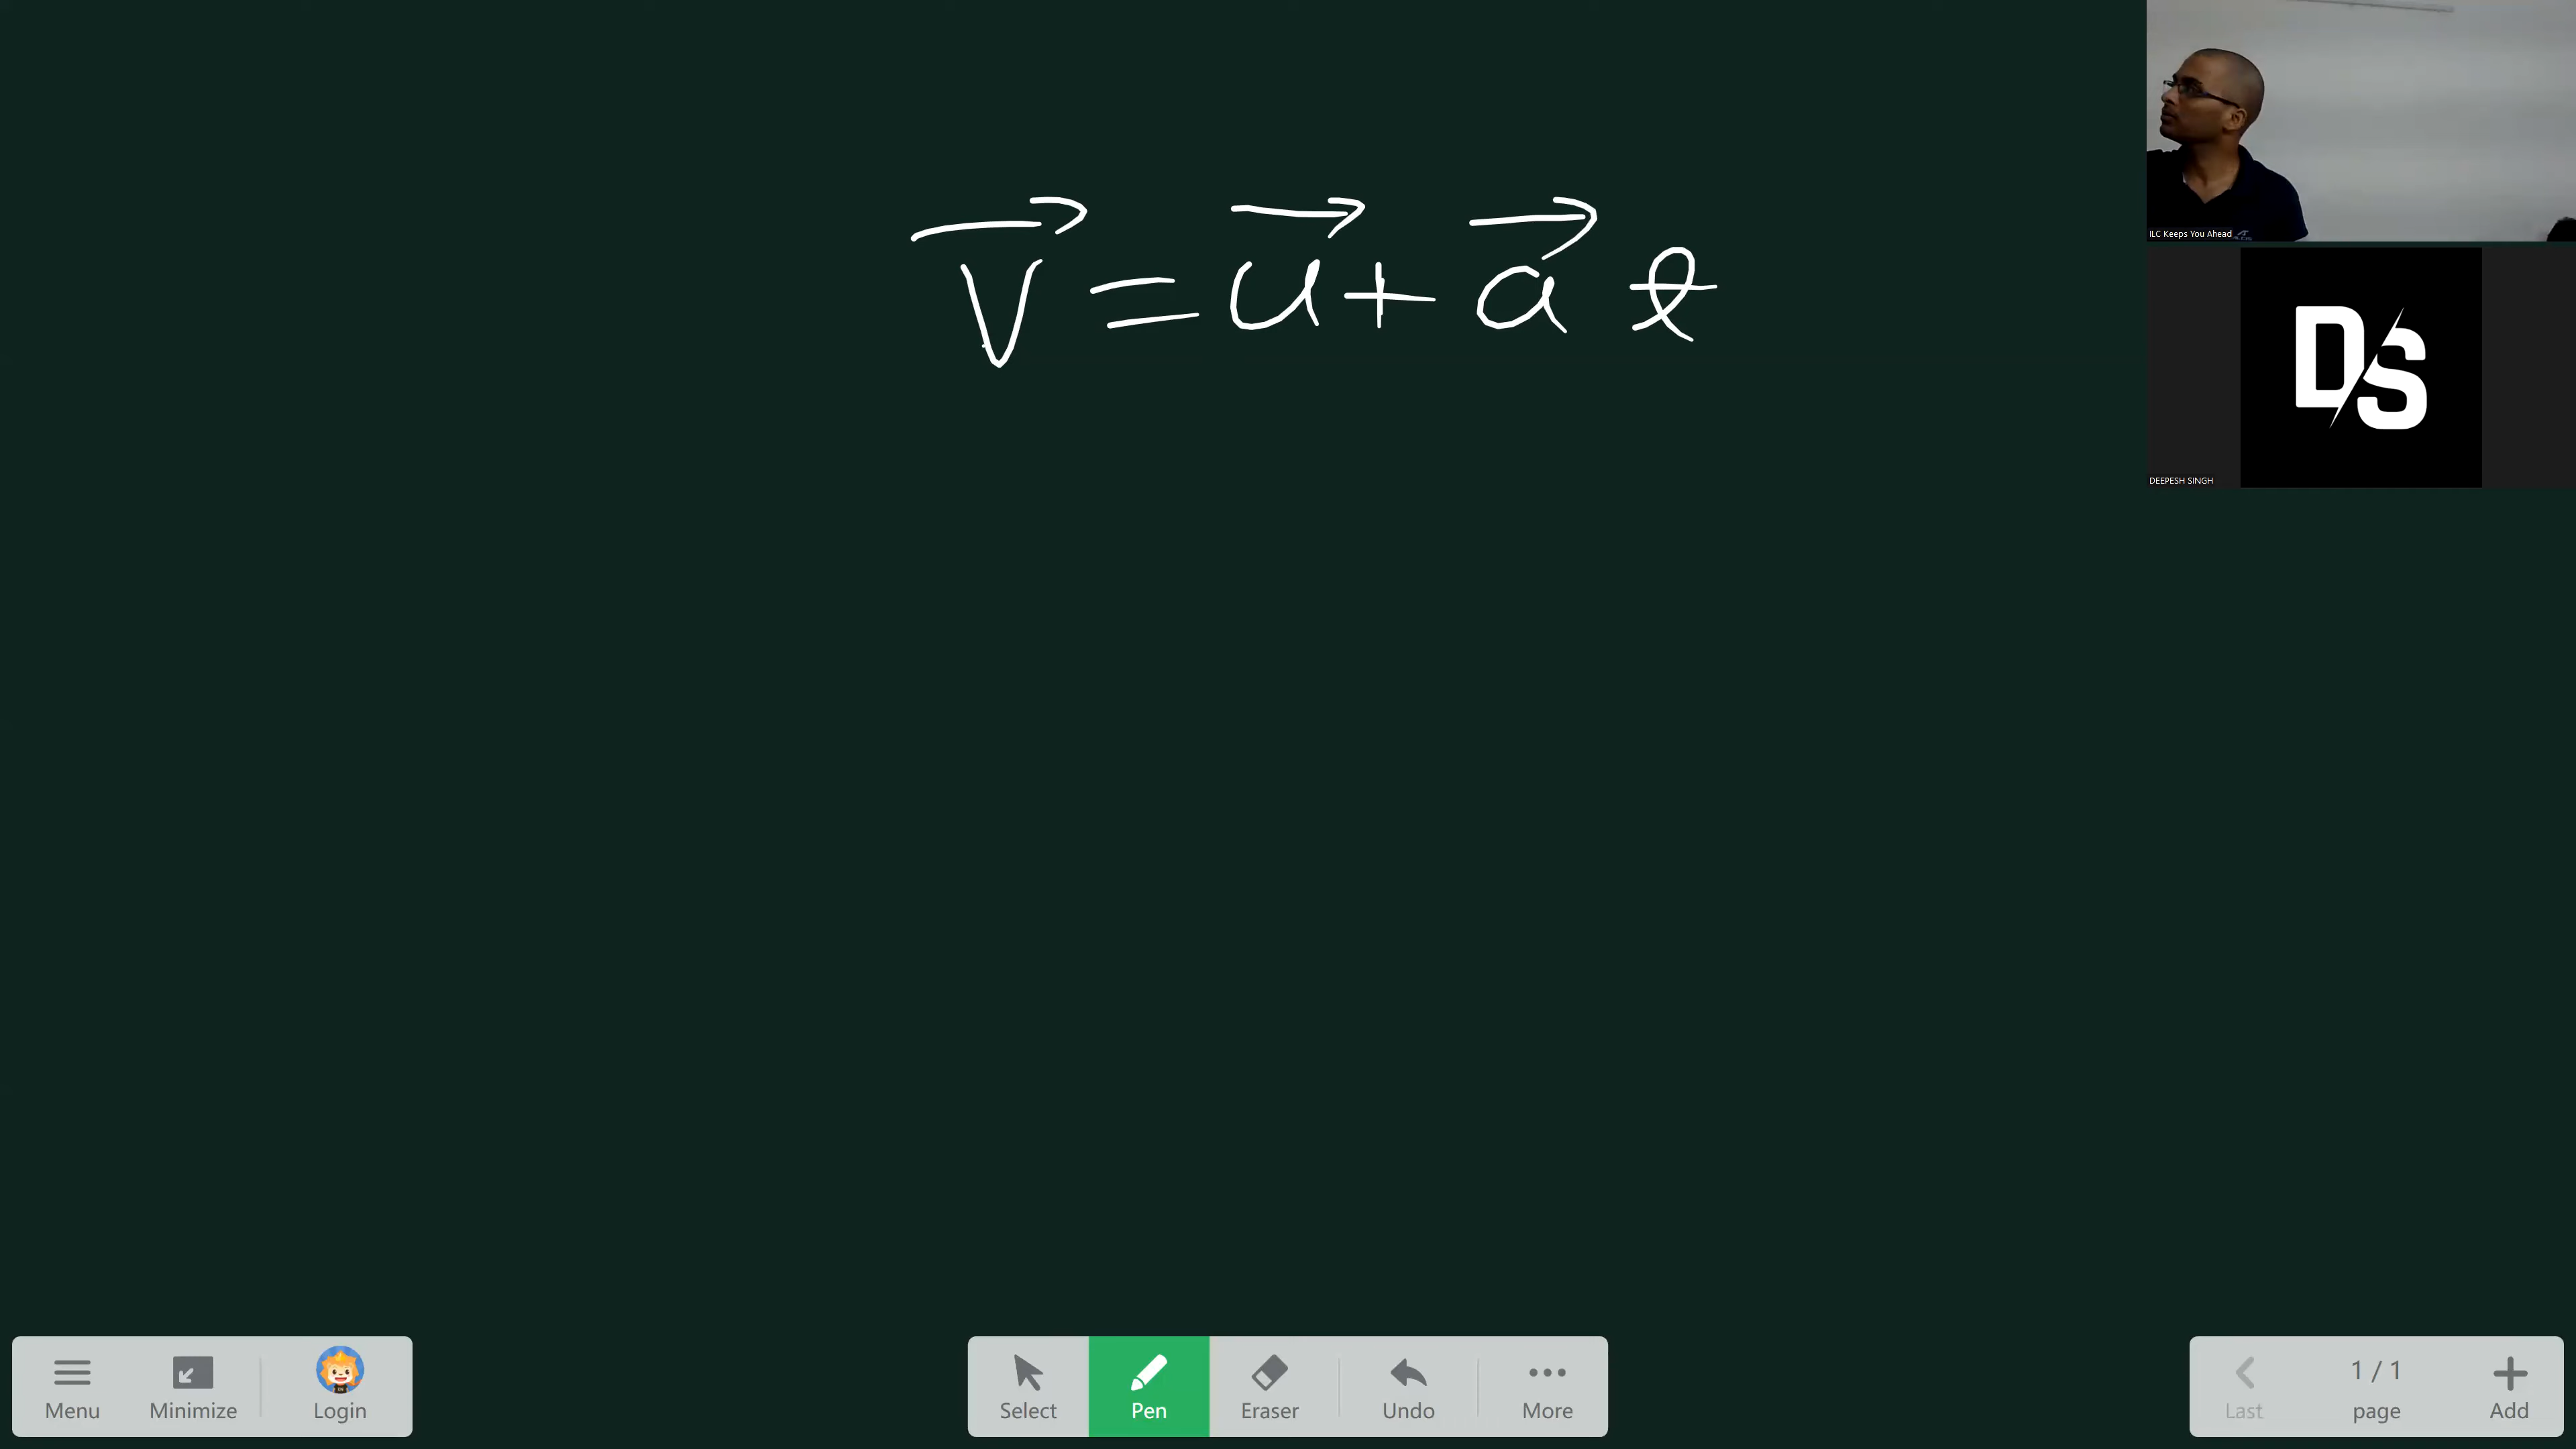 ILC Keeps You Ahead
v⃗ = u⃗ + a⃗ t
DS
DEEPESH SINGH
Menu
Minimize
Login
Select
Pen
Eraser
Undo
More
Last
1 / 1
page
Add